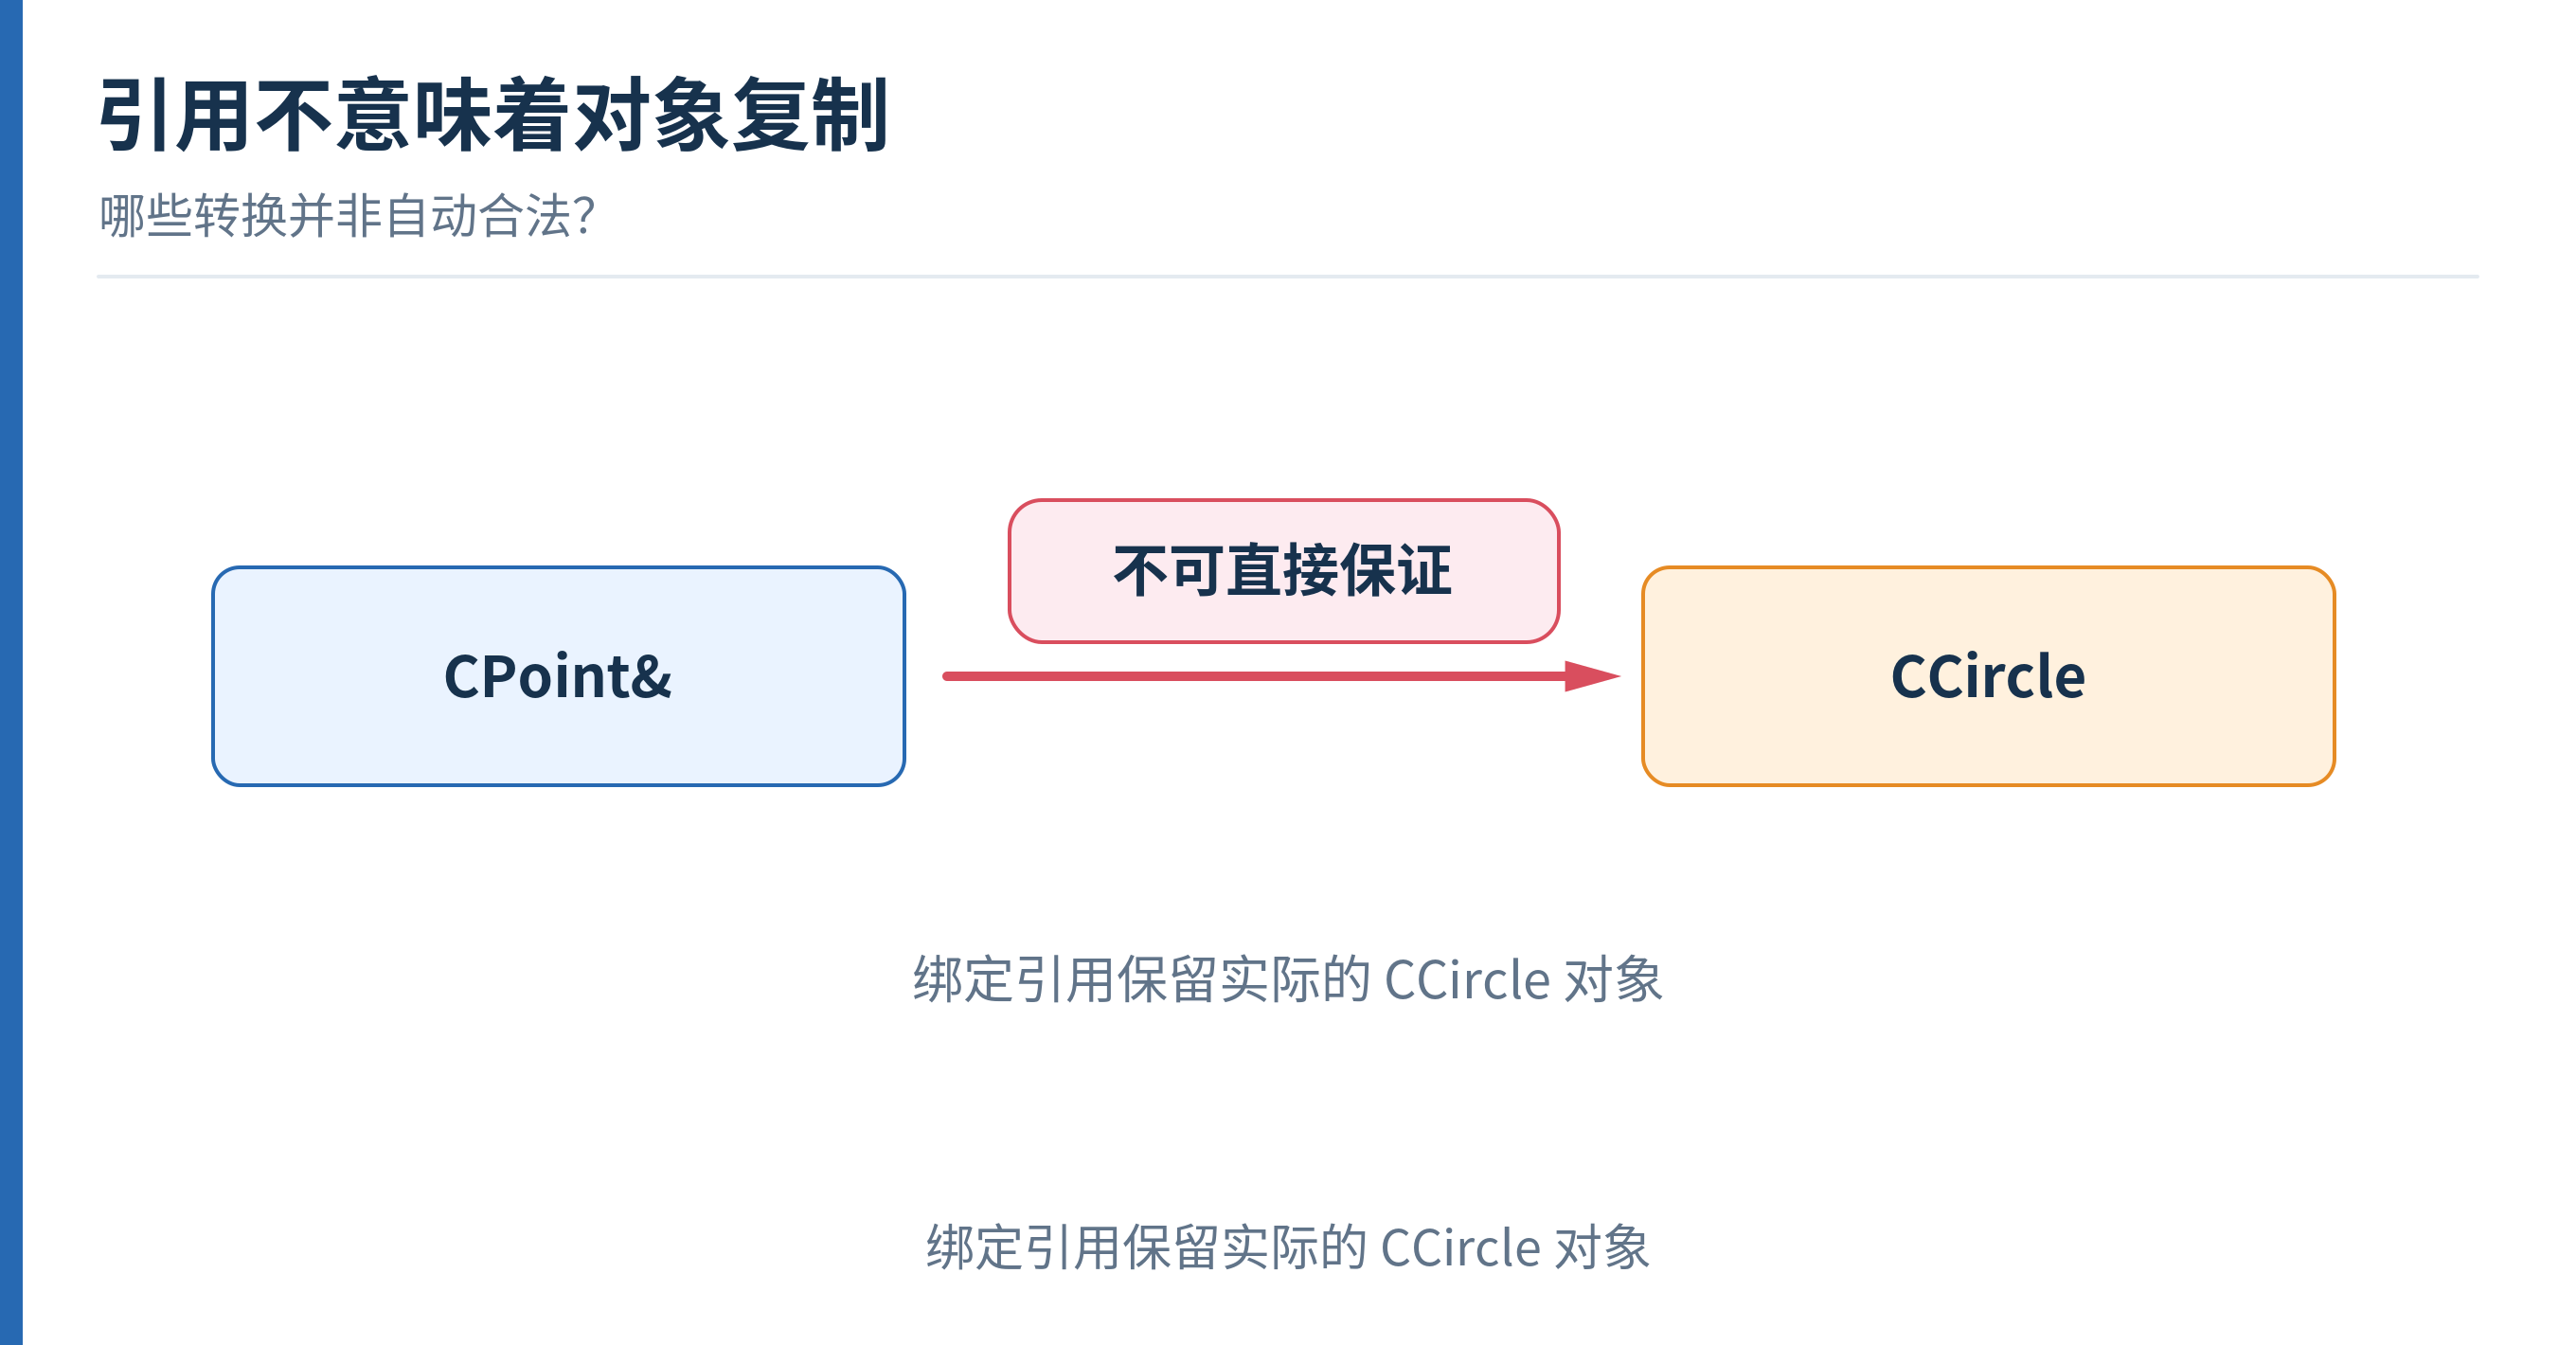 引用不意味着对象复制
哪些转换并非自动合法？
不可直接保证
CPoint&
CCircle
绑定引用保留实际的 CCircle 对象
绑定引用保留实际的 CCircle 对象